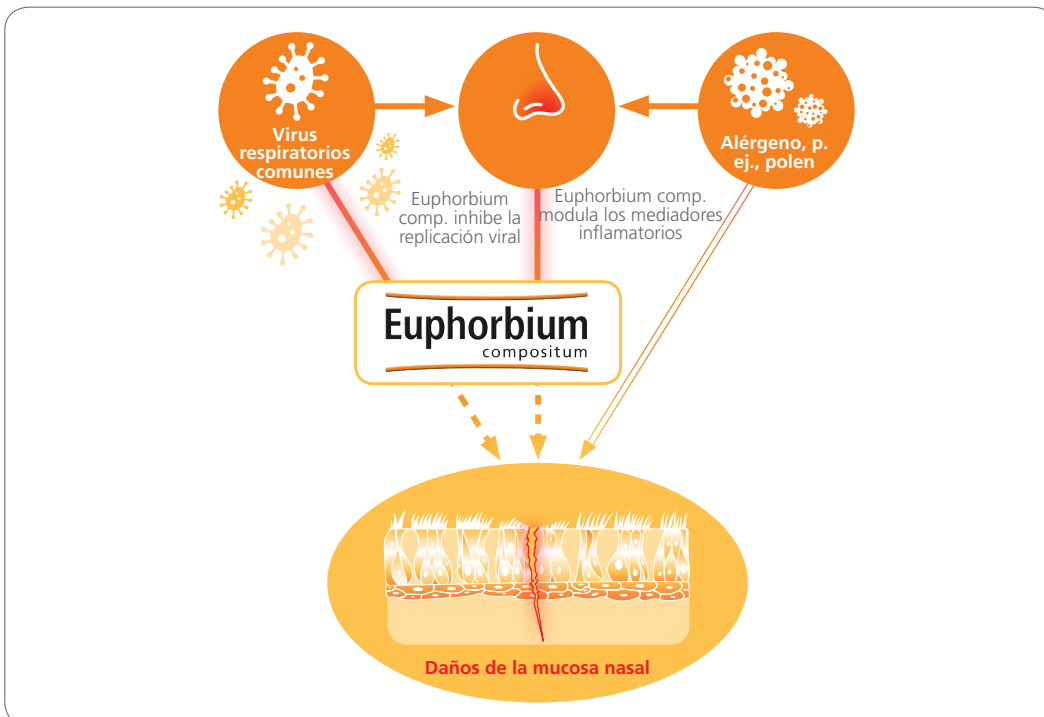 Virus
respiratorios
comunes
Alérgeno, p.
ej., polen
Euphorbium
comp. inhibe la
replicación viral
Euphorbium comp.
modula los mediadores
inflamatorios
Euphorbium
compositum
Daños de la mucosa nasal